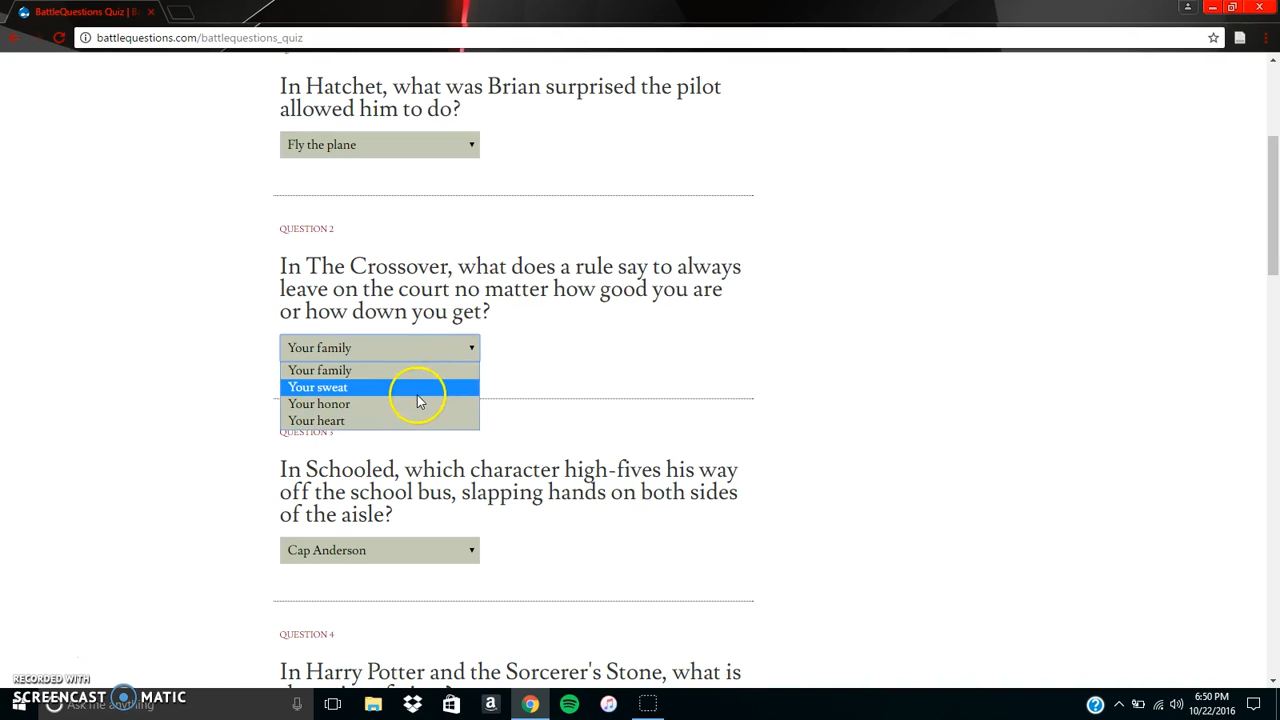 BattleQuestions Quiz | B
battlequestions.com/battlequestions_quiz
In Hatchet, what was Brian surprised the pilot
allowed him to do?
Fly the plane
QUESTION 2
In The Crossover, what does a rule say to always
leave on the court no matter how good you are
or how down you get?
Your family
Your family
Your sweat
Your honor
Your heart
QUESTION 3
In Schooled, which character high-fives his way
off the school bus, slapping hands on both sides
of the aisle?
Cap Anderson
QUESTION 4
In Harry Potter and the Sorcerer's Stone, what is
RECORDED WITH
SCREENCAST MATIC
Ask me anything
6:50 PM
10/22/2016